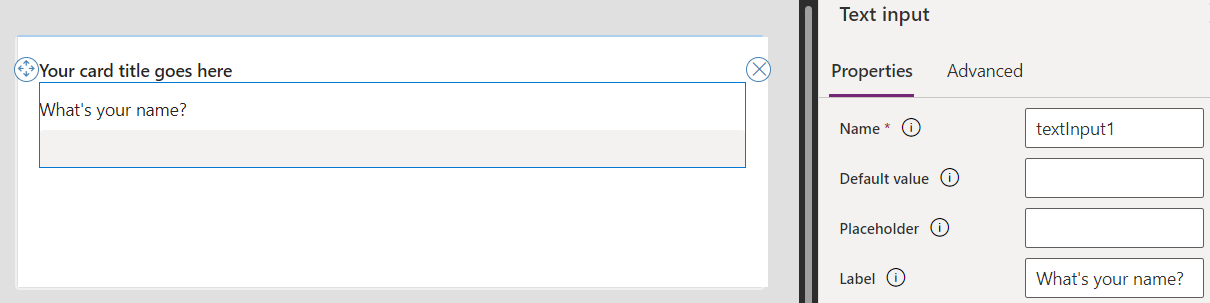 Your card title goes here
What's your name?
Text input
Properties Advanced
Name *
textInput1
Default value
Placeholder
Label
What's your name?